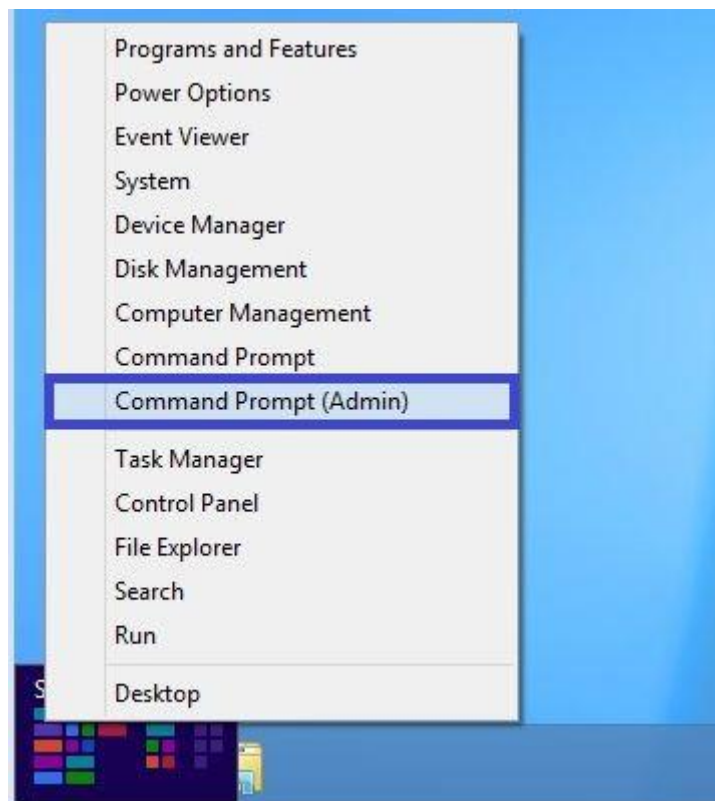 Programs and Features
Power Options
Event Viewer
System
Device Manager
Disk Management
Computer Management
Command Prompt
Command Prompt (Admin)
Task Manager
Control Panel
File Explorer
Search
Run
Desktop